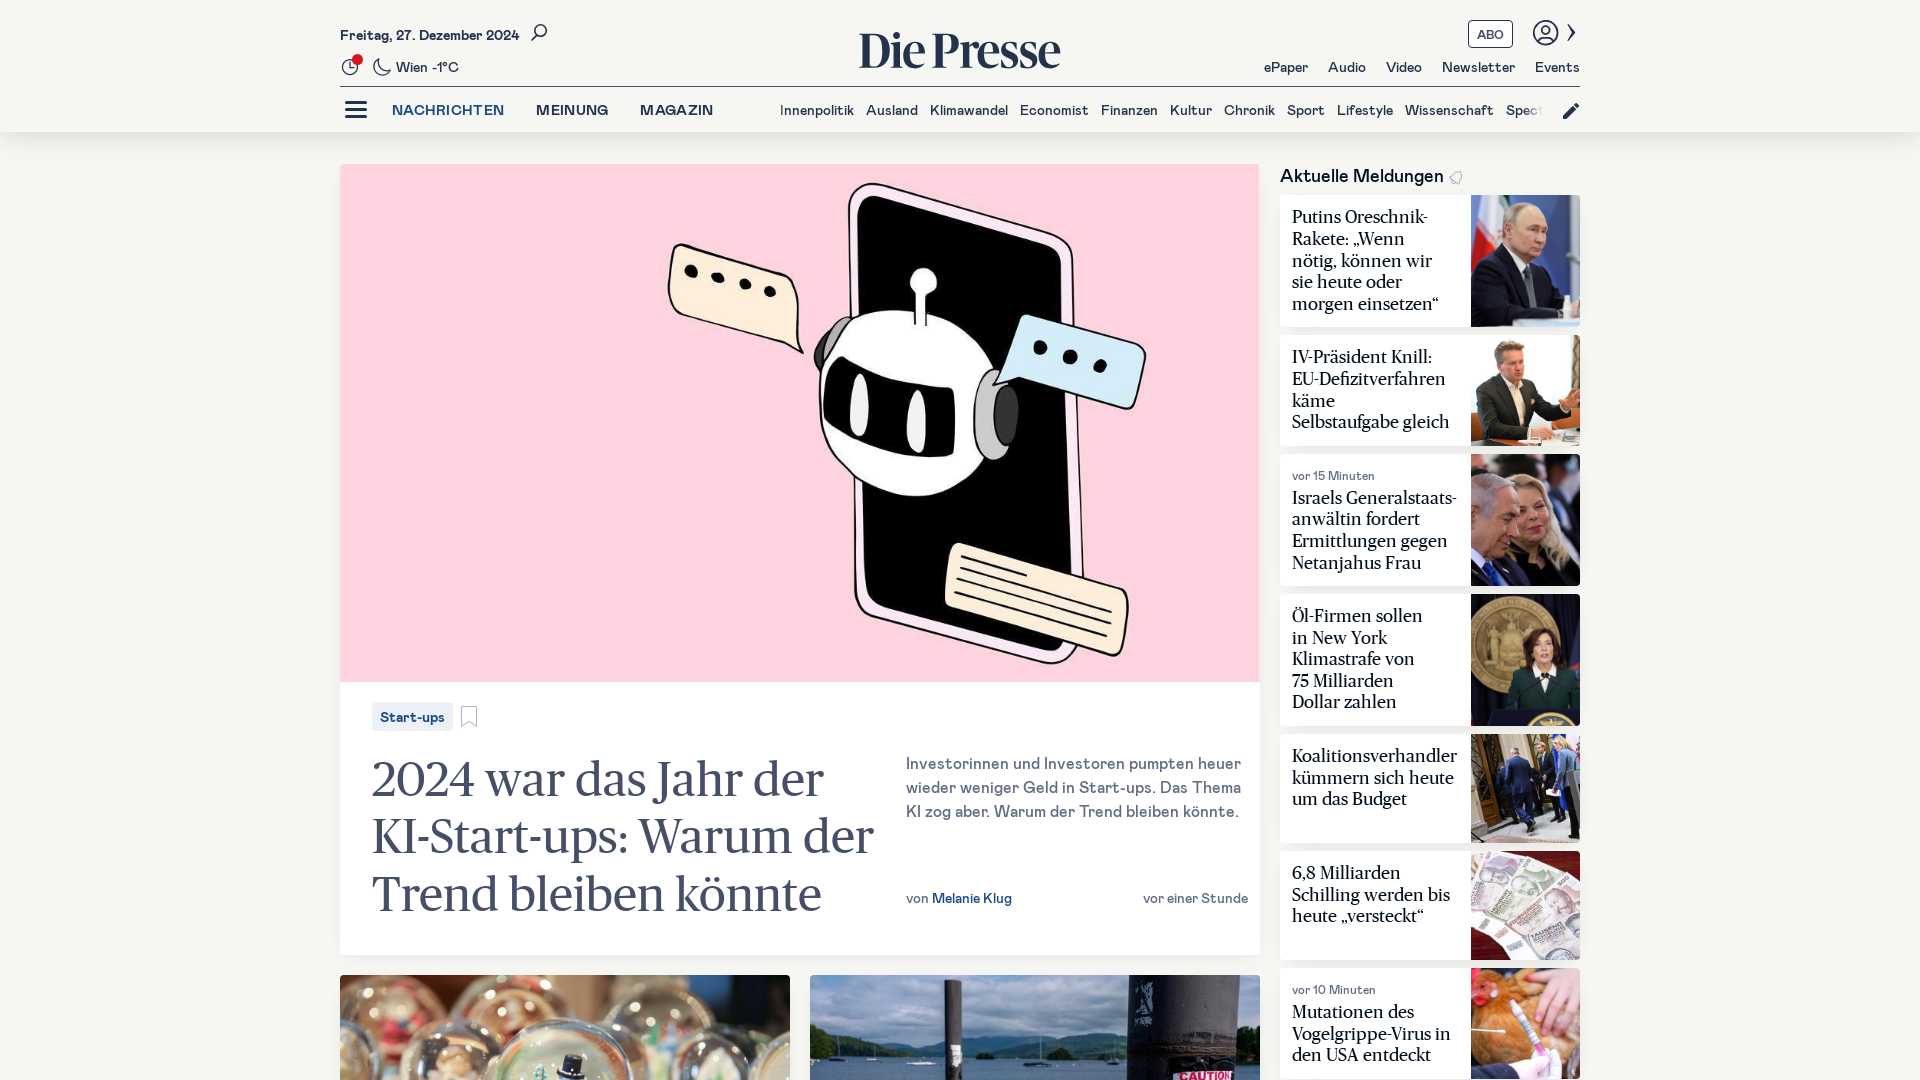 Freitag, 27. Dezember 2024
Wien -1°C
Die Presse
ABO
ePaper Audio Video Newsletter Events
NACHRICHTEN MEINUNG MAGAZIN
Innenpolitik Ausland Klimawandel Economist Finanzen Kultur Chronik Sport Lifestyle Wissenschaft
Start-ups
2024 war das Jahr der
KI-Start-ups: Warum der
Trend bleiben könnte
Investorinnen und Investoren pumpten heuer
wieder weniger Geld in Start-ups. Das Thema
KI zog aber. Warum der Trend bleiben könnte.
von Melanie Klug
vor einer Stunde
CAUTION
Aktuelle Meldungen
Putins Oreschnik-
Rakete: „Wenn
nötig, können wir
sie heute oder
morgen einsetzen“
IV-Präsident Knill:
EU-Defizitverfahren
käme
Selbstaufgabe gleich
vor 15 Minuten
Israels Generalstaats-
anwältin fordert
Ermittlungen gegen
Netanjahus Frau
Öl-Firmen sollen
in New York
Klimastrafe von
75 Milliarden
Dollar zahlen
Koalitionsverhandler
kümmern sich heute
um das Budget
6,8 Milliarden
Schilling werden bis
heute „versteckt“
vor 10 Minuten
Mutationen des
Vogelgrippe-Virus in
den USA entdeckt